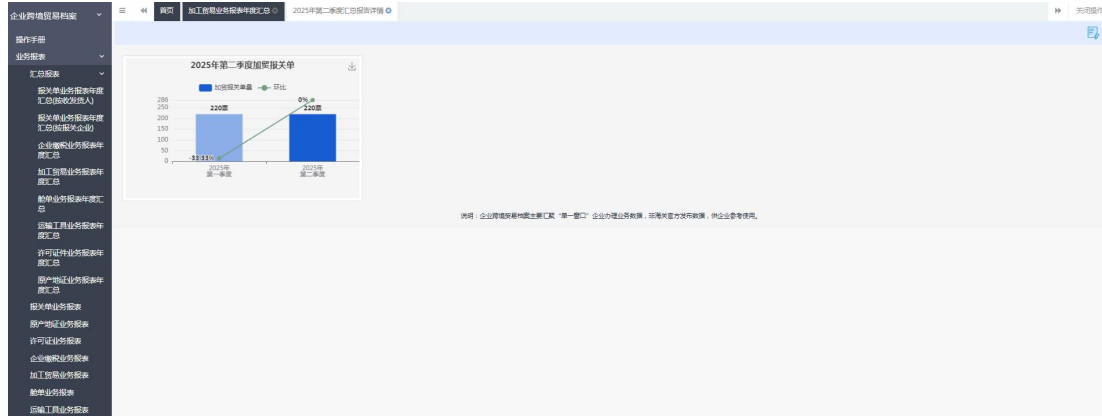 企业跨境贸易档案
首页
加工贸易业务报表年度汇总
2025年第二季度汇总报告详情
关闭操作
操作手册
业务报表
汇总报表
报关单业务报表年度
汇总(按收发货人)
报关单业务报表年度
汇总(按报关企业)
企业缴税业务报表年
度汇总
加工贸易业务报表年
度汇总
舱单业务报表年度汇
总
运输工具业务报表年
度汇总
许可证件业务报表年
度汇总
原产地证业务报表年
度汇总
报关单业务报表
原产地证业务报表
许可证业务报表
企业缴税业务报表
加工贸易业务报表
舱单业务报表
运输工具业务报表
2025年第二季度加贸报关单
加贸报关单量
环比
286
250
200
150
100
50
0
220票
-33.33%
0%
220票
2025年
第一季度
2025年
第二季度
说明：企业跨境贸易档案主要汇聚“单一窗口”企业办理业务数据，非海关官方发布数据，供企业参考使用。